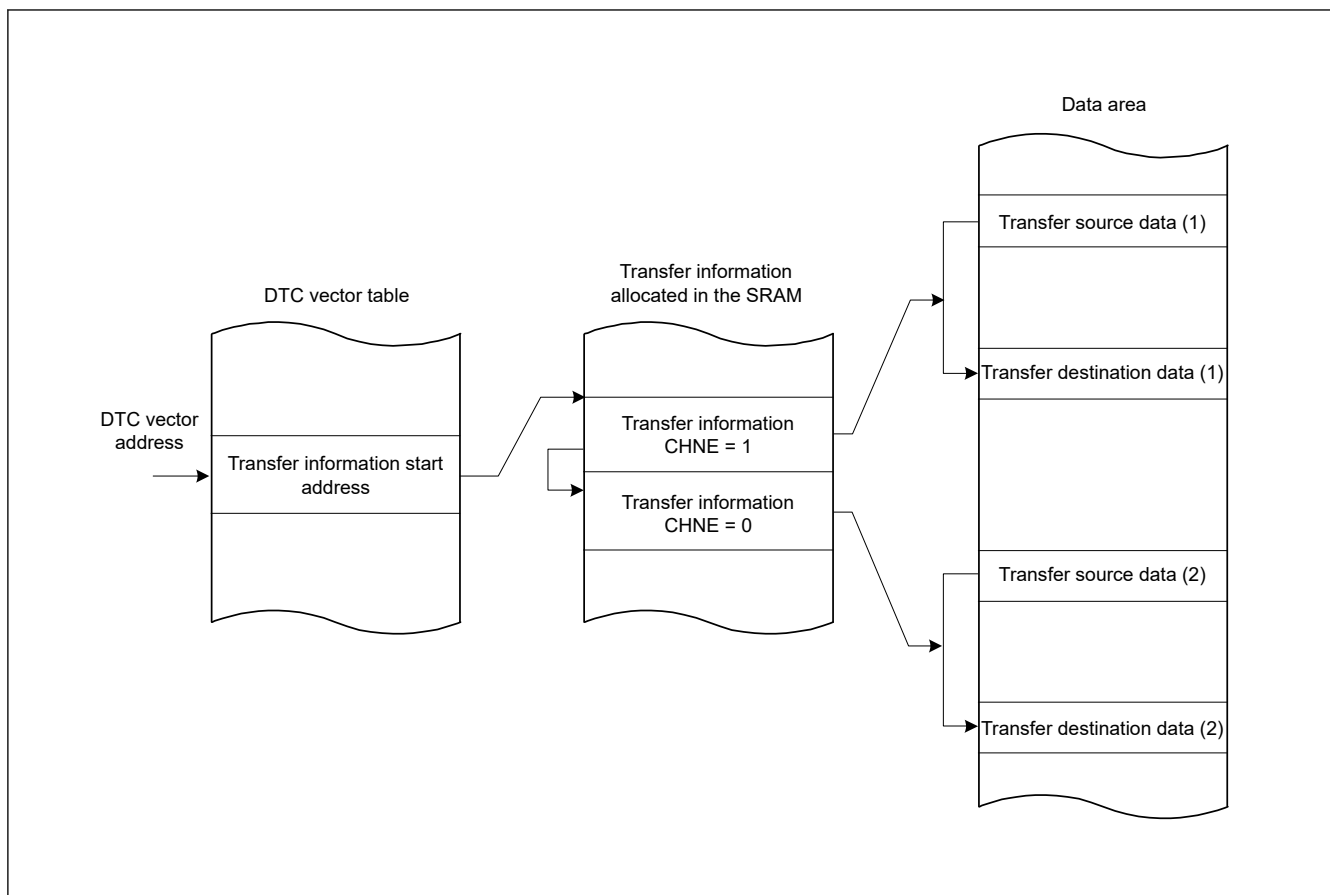 Data area
Transfer source data (1)
Transfer information
allocated in the SRAM
DTC vector table
Transfer destination data (1)
DTC vector
address
Transfer information
CHNE = 1
Transfer information start
address
Transfer information
CHNE = 0
Transfer source data (2)
Transfer destination data (2)